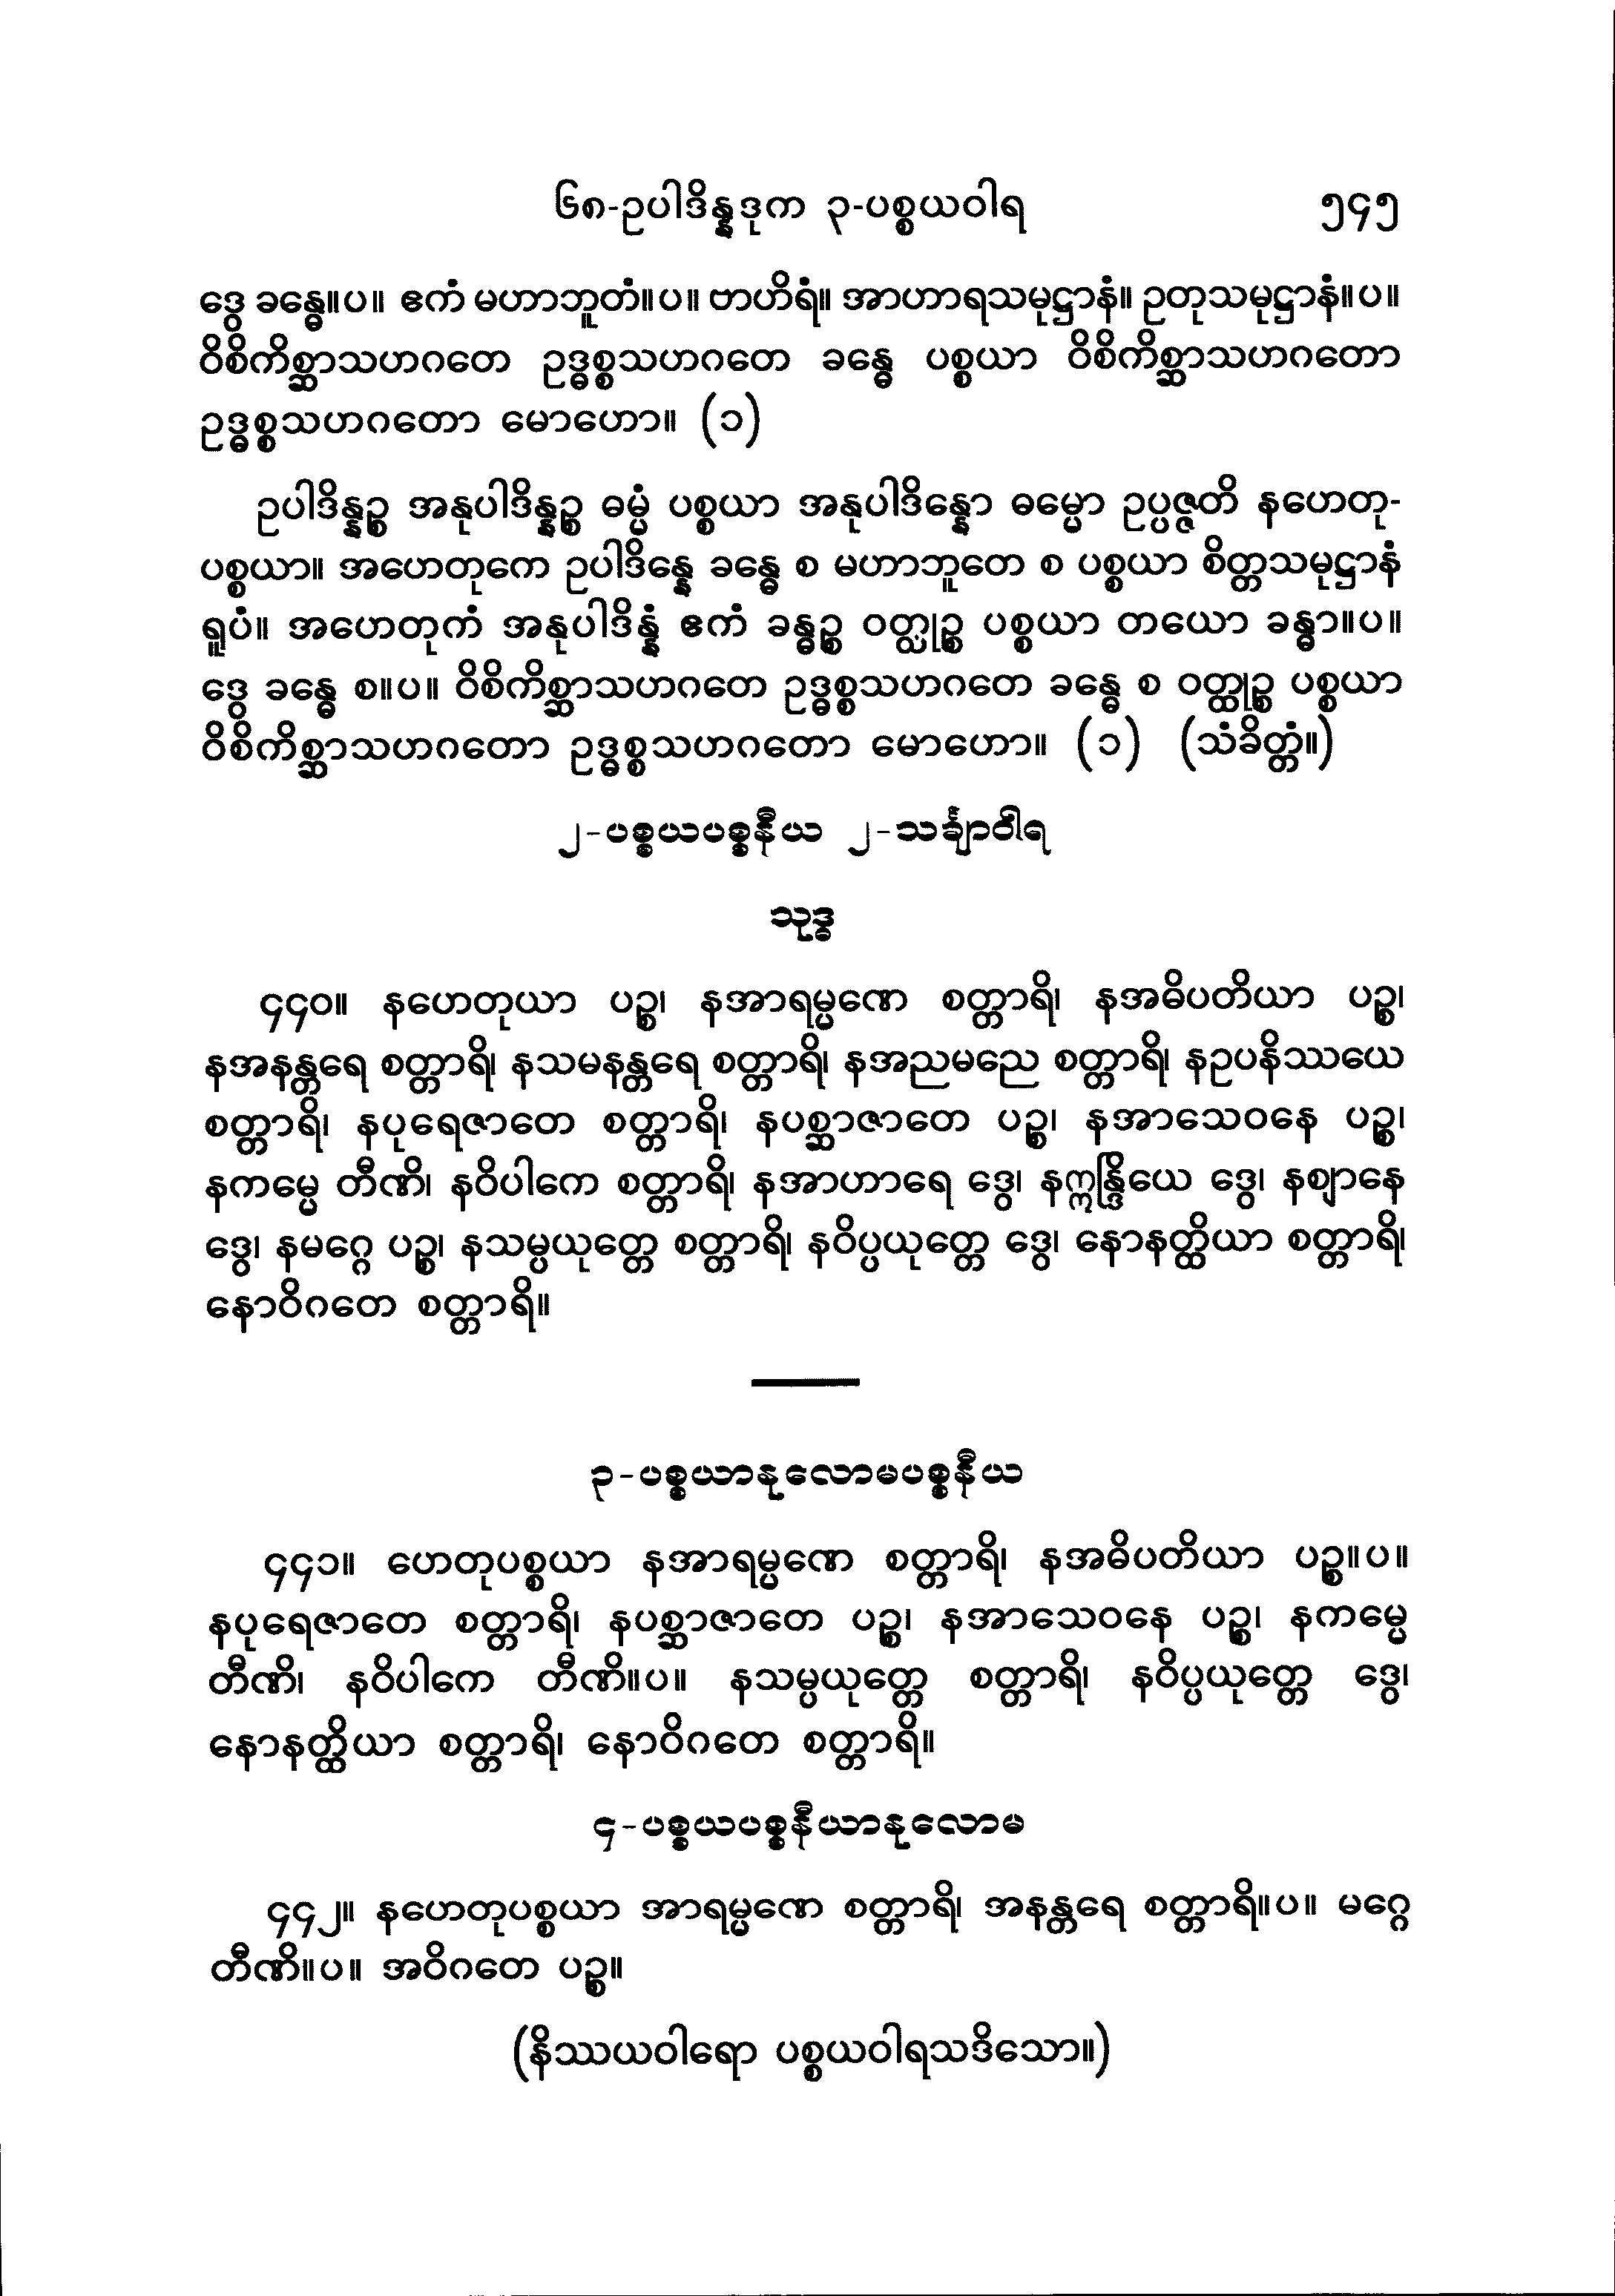 ၆၈-ဥပါဒိန္နဒုက ၃-ပစ္စယဝါရ ၅၄၅
ဒွေ ခန္ဓေ။ပ။ ဧကံ မဟာဘူတံ။ပ။ ဗာဟိရံ။ အာဟာရသမုဋ္ဌာနံ။ ဥတုသမုဋ္ဌာနံ။ပ။
ဝိစိကိစ္ဆာသဟဂတေ ဥဒ္ဓစ္စသဟဂတေ ခန္ဓေ ပစ္စယာ ဝိစိကိစ္ဆာသဟဂတော
ဥဒ္ဓစ္စသဟဂတော မောဟော။ (၁)
ဥပါဒိန္နဉ္စ အနုပါဒိန္နဉ္စ ဓမ္မံ ပစ္စယာ အနုပါဒိန္နော ဓမ္မော ဥပ္ပဇ္ဇတိ နဟေတု-
ပစ္စယာ။ အဟေတုကေ ဥပါဒိန္နေ ခန္ဓေ စ မဟာဘူတေ စ ပစ္စယာ စိတ္တသမုဋ္ဌာနံ
ရူပံ။ အဟေတုကံ အနုပါဒိန္နံ ဧကံ ခန္ဓဉ္စ ဝတ္ထုဉ္စ ပစ္စယာ တယော ခန္ဓာ။ပ။
ဒွေ ခန္ဓေ စ။ပ။ ဝိစိကိစ္ဆာသဟဂတေ ဥဒ္ဓစ္စသဟဂတေ ခန္ဓေ စ ဝတ္ထုဉ္စ ပစ္စယာ
ဝိစိကိစ္ဆာသဟဂတော ဥဒ္ဓစ္စသဟဂတော မောဟော။ (၁) (သံခိတ္တံ။)
၂-ပစ္စယပစ္စနီယ ၂-သင်္ချာဝါရ
သုဒ္ဓ
၄၄၀။ နဟေတုယာ ပဉ္စ၊ နအာရမ္မဏေ စတ္တာရိ၊ နအဓိပတိယာ ပဉ္စ၊
နအနန္တရေ စတ္တာရိ၊ နသမနန္တရေ စတ္တာရိ၊ နအညမညေ စတ္တာရိ၊ နဥပနိဿယေ
စတ္တာရိ၊ နပုရေဇာတေ စတ္တာရိ၊ နပစ္ဆာဇာတေ ပဉ္စ၊ နအာသေဝနေ ပဉ္စ၊
နကမ္မေ တီဏိ၊ နဝိပါကေ စတ္တာရိ၊ နအာဟာရေ ဒွေ၊ နဣန္ဒြိယေ ဒွေ၊ နဈာနေ
ဒွေ၊ နမဂ္ဂေ ပဉ္စ၊ နသမ္ပယုတ္တေ စတ္တာရိ၊ နဝိပ္ပယုတ္တေ ဒွေ၊ နောနတ္ထိယာ စတ္တာရိ၊
နောဝိဂတေ စတ္တာရိ။
၃-ပစ္စယာနုလောမပစ္စနီယ
၄၄၁။ ဟေတုပစ္စယာ နအာရမ္မဏေ စတ္တာရိ၊ နအဓိပတိယာ ပဉ္စ။ပ။
နပုရေဇာတေ စတ္တာရိ၊ နပစ္ဆာဇာတေ ပဉ္စ၊ နအာသေဝနေ ပဉ္စ၊ နကမ္မေ
တီဏိ၊ နဝိပါကေ တီဏိ။ပ။ နသမ္ပယုတ္တေ စတ္တာရိ၊ နဝိပ္ပယုတ္တေ ဒွေ၊
နောနတ္ထိယာ စတ္တာရိ၊ နောဝိဂတေ စတ္တာရိ။
၄-ပစ္စယပစ္စနီယာနုလောမ
၄၄၂။ နဟေတုပစ္စယာ အာရမ္မဏေ စတ္တာရိ၊ အနန္တရေ စတ္တာရိ။ပ။ မဂ္ဂေ
တီဏိ။ပ။ အဝိဂတေ ပဉ္စ။
(နိဿယဝါရော ပစ္စယဝါရသဒိသော။)